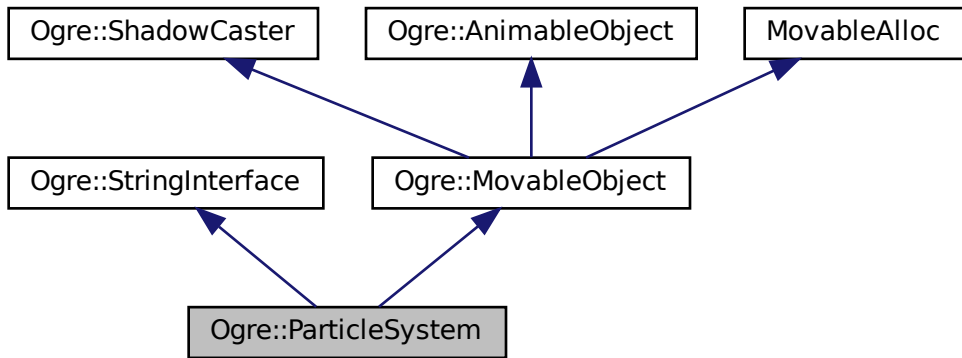 Ogre::ShadowCaster
Ogre::AnimableObject
MovableAlloc
Ogre::StringInterface
Ogre::MovableObject
Ogre::ParticleSystem